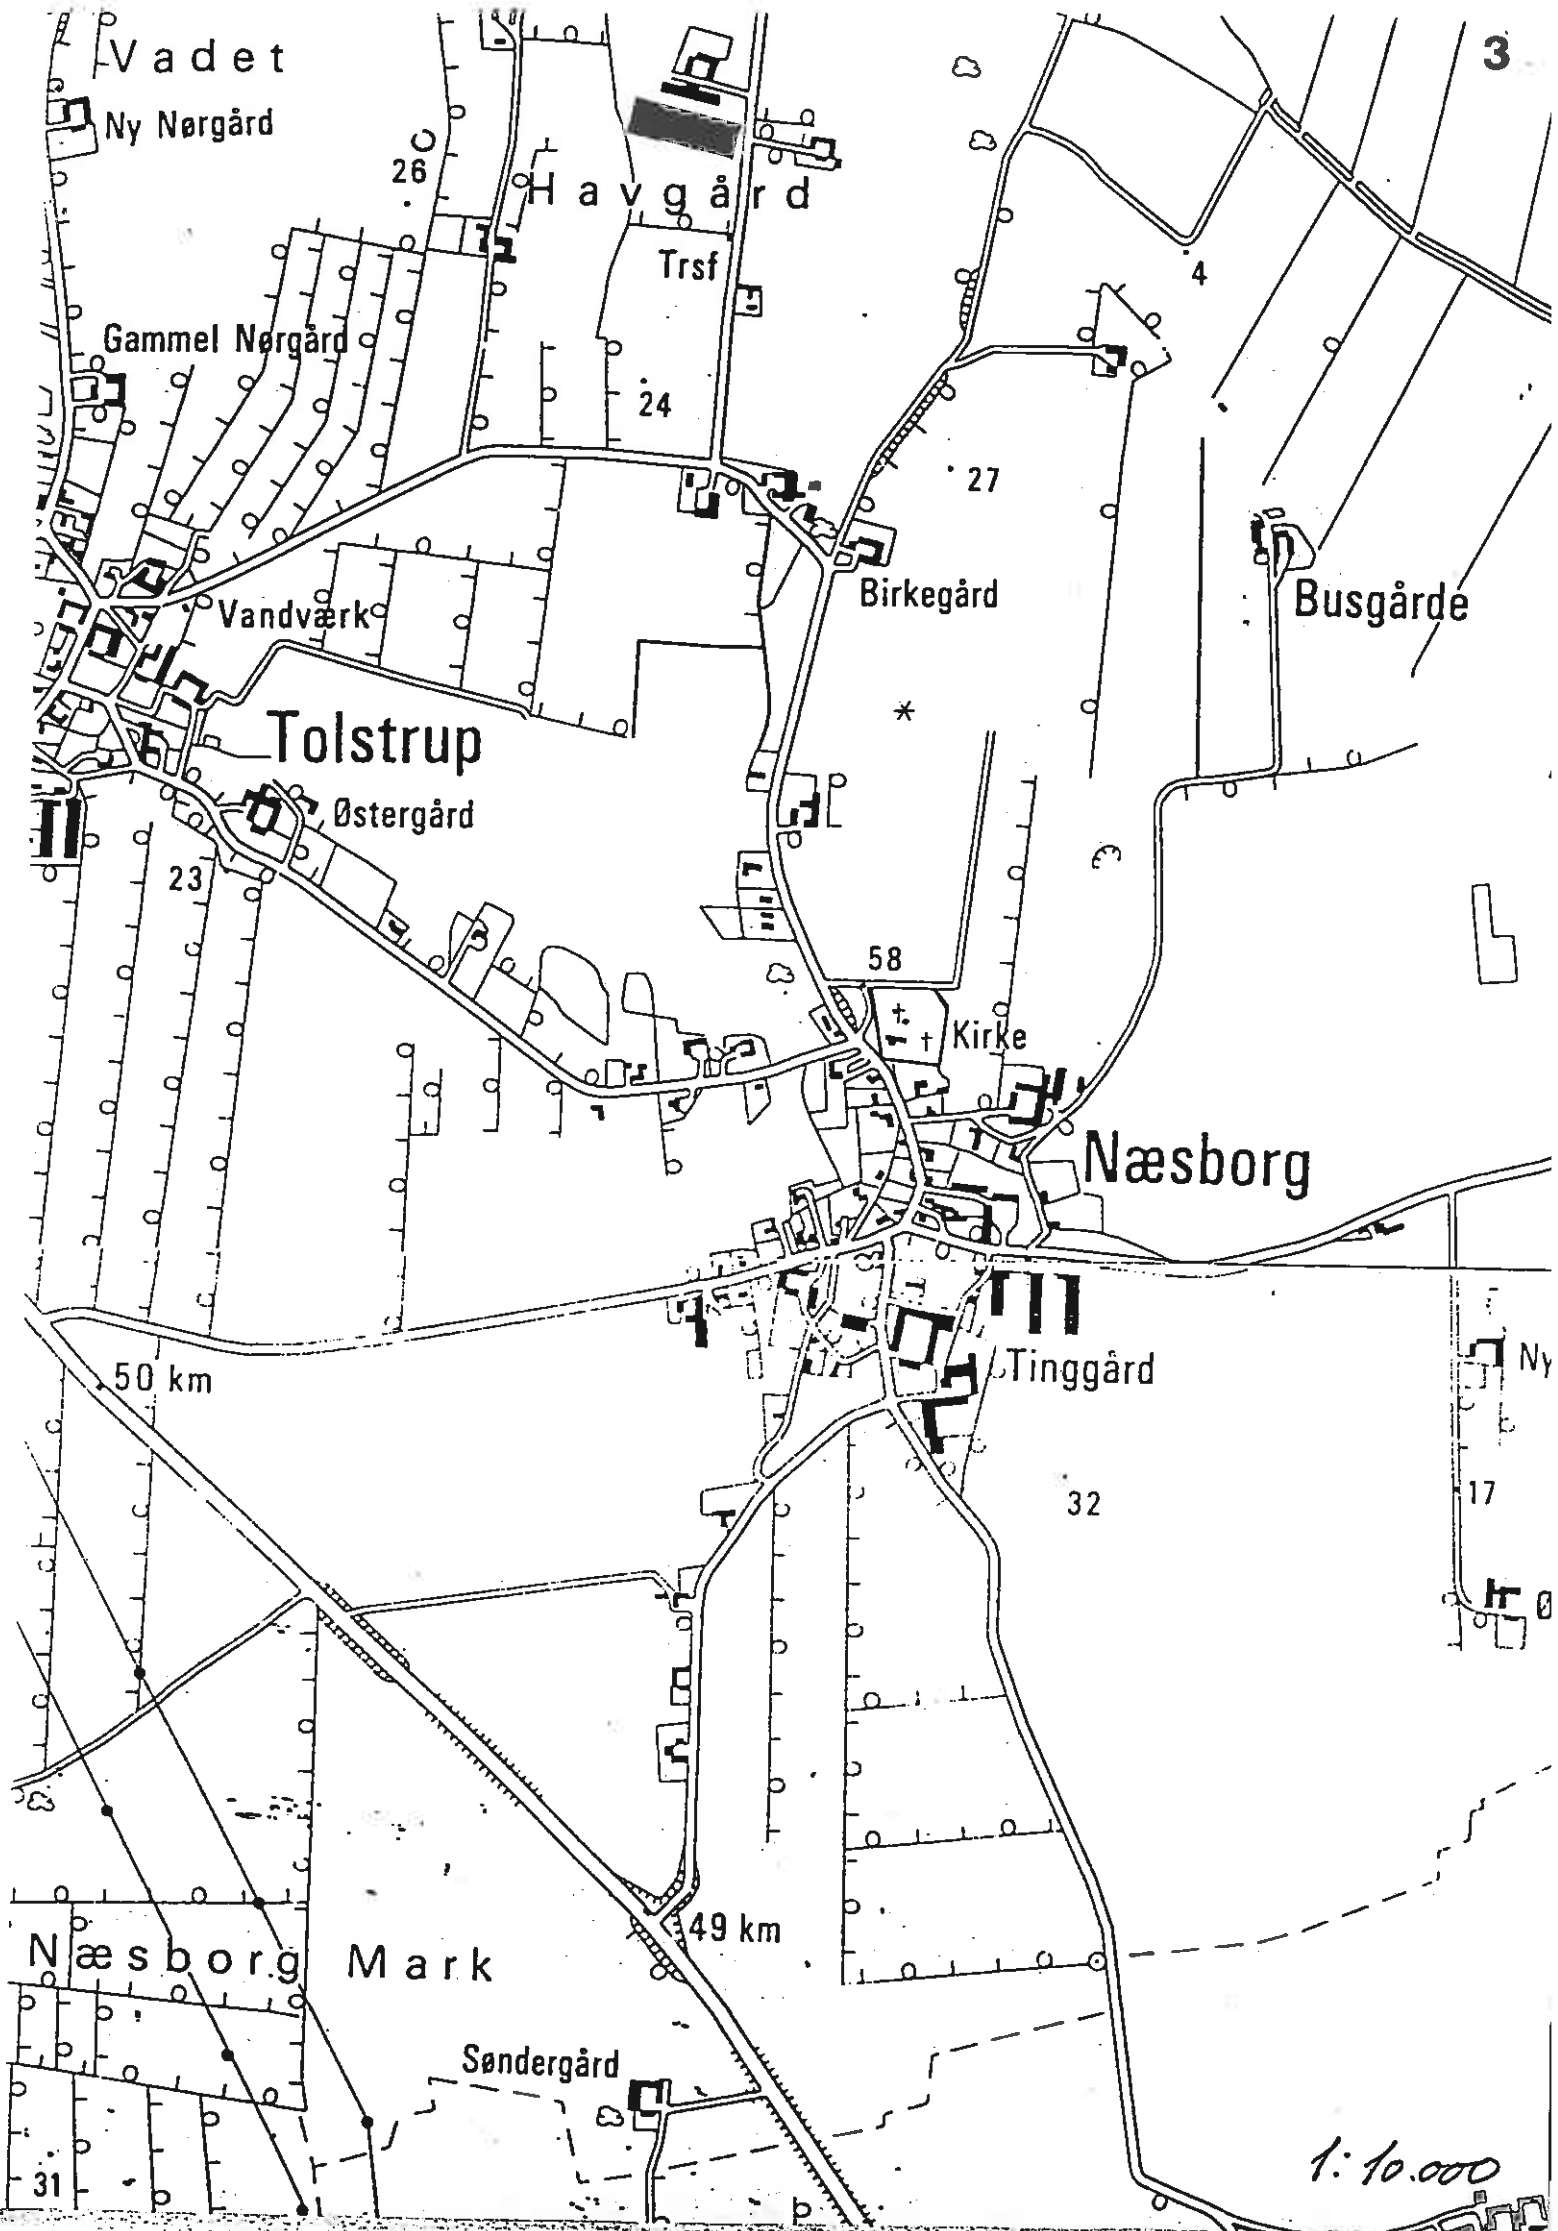 3
Vadet
Ny Nørgård
26
Havgård
Trsf
4
Gammel Nørgård
24
27
Birkegård
Busgårde
Vandværk
Tolstrup
Østergård
23
58
Kirke
Næsborg
50 km
Tinggård
Ny
32
17
Ø
49 km
Næsborg Mark
Søndergård
31
1:10.000